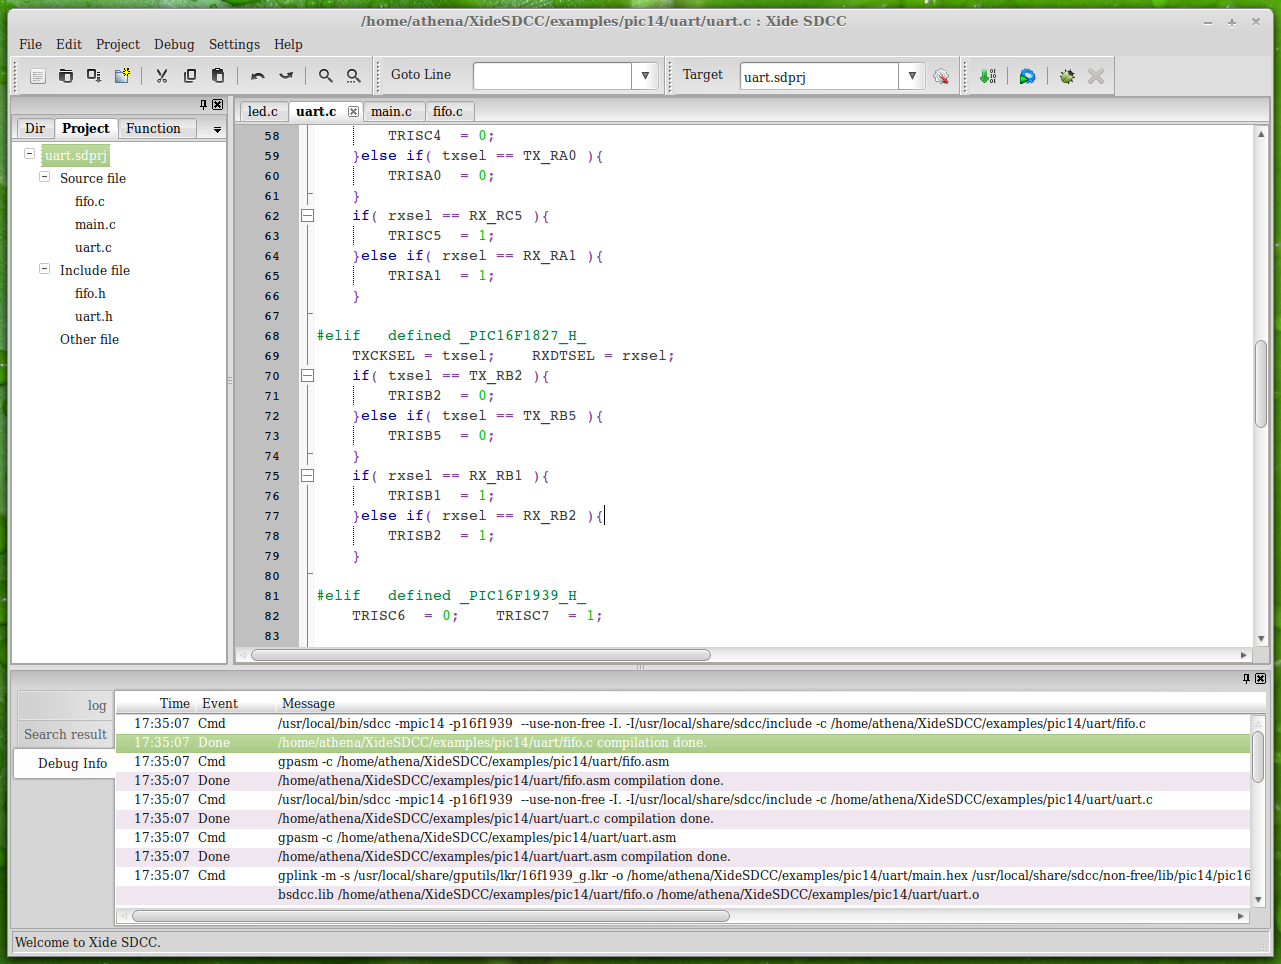 /home/athena/XideSDCC/examples/pic14/uart/uart.c : Xide SDCC
File Edit Project Debug Settings Help
Goto Line Target uart.sdprj
Dir Project Function
uart.sdprj
Source file
fifo.c
main.c
uart.c
Include file
fifo.h
uart.h
Other file
led.c uart.c main.c fifo.c
58 TRISC4 = 0;
59 }else if( txsel == TX_RA0 ){
60 TRISA0 = 0;
61 }
62 if( rxsel == RX_RC5 ){
63 TRISC5 = 1;
64 }else if( rxsel == RX_RA1 ){
65 TRISA1 = 1;
66 }
67
68 #elif defined _PIC16F1827_H_
69 TXCKSEL = txsel; RXDTSEL = rxsel;
70 if( txsel == TX_RB2 ){
71 TRISB2 = 0;
72 }else if( txsel == TX_RB5 ){
73 TRISB5 = 0;
74 }
75 if( rxsel == RX_RB1 ){
76 TRISB1 = 1;
77 }else if( rxsel == RX_RB2 ){
78 TRISB2 = 1;
79 }
80
81 #elif defined _PIC16F1939_H_
82 TRISC6 = 0; TRISC7 = 1;
83
log
Search result
Debug Info
Time Event Message
17:35:07 Cmd /usr/local/bin/sdcc -mpic14 -p16f1939 --use-non-free -I. -I/usr/local/share/sdcc/include -c /home/athena/XideSDCC/examples/pic14/uart/fifo.c
17:35:07 Done /home/athena/XideSDCC/examples/pic14/uart/fifo.c compilation done.
17:35:07 Cmd gpasm -c /home/athena/XideSDCC/examples/pic14/uart/fifo.asm
17:35:07 Done /home/athena/XideSDCC/examples/pic14/uart/fifo.asm compilation done.
17:35:07 Cmd /usr/local/bin/sdcc -mpic14 -p16f1939 --use-non-free -I. -I/usr/local/share/sdcc/include -c /home/athena/XideSDCC/examples/pic14/uart/uart.c
17:35:07 Done /home/athena/XideSDCC/examples/pic14/uart/uart.c compilation done.
17:35:07 Cmd gpasm -c /home/athena/XideSDCC/examples/pic14/uart/uart.asm
17:35:07 Done /home/athena/XideSDCC/examples/pic14/uart/uart.asm compilation done.
17:35:07 Cmd gplink -m -s /usr/local/share/gputils/lkr/16f1939_g.lkr -o /home/athena/XideSDCC/examples/pic14/uart/main.hex /usr/local/share/sdcc/non-free/lib/pic14/pic16
bsdcc.lib /home/athena/XideSDCC/examples/pic14/uart/fifo.o /home/athena/XideSDCC/examples/pic14/uart/uart.o
Welcome to Xide SDCC.